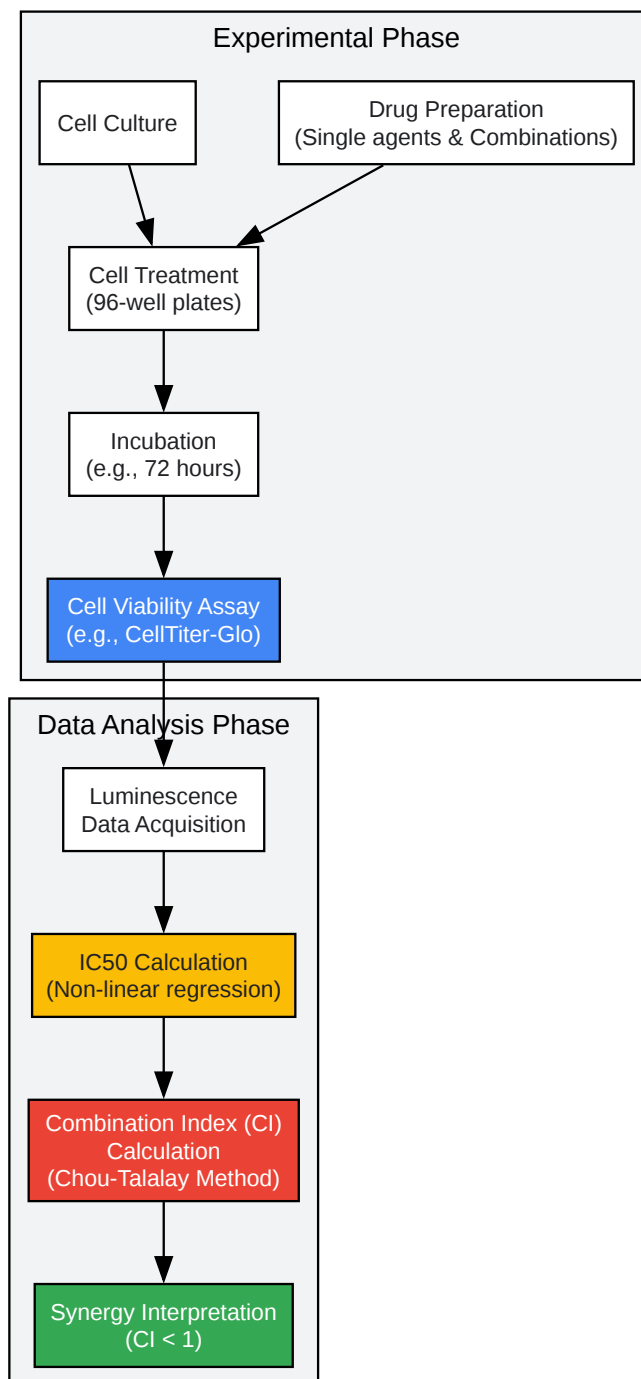 Experimental Phase
Cell Culture
Drug Preparation
(Single agents & Combinations)
Cell Treatment
(96-well plates)
Incubation
(e.g., 72 hours)
Cell Viability Assay
(e.g., CellTiter-Glo)
Data Analysis Phase
Luminescence
Data Acquisition
IC50 Calculation
(Non-linear regression)
Combination Index (CI)
Calculation
(Chou-Talalay Method)
Synergy Interpretation
(CI < 1)